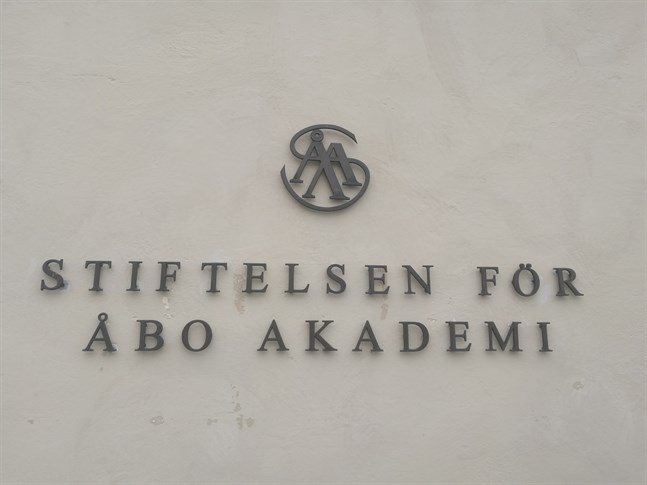 STIFTELSEN FÖR
ÅBO AKADEMI